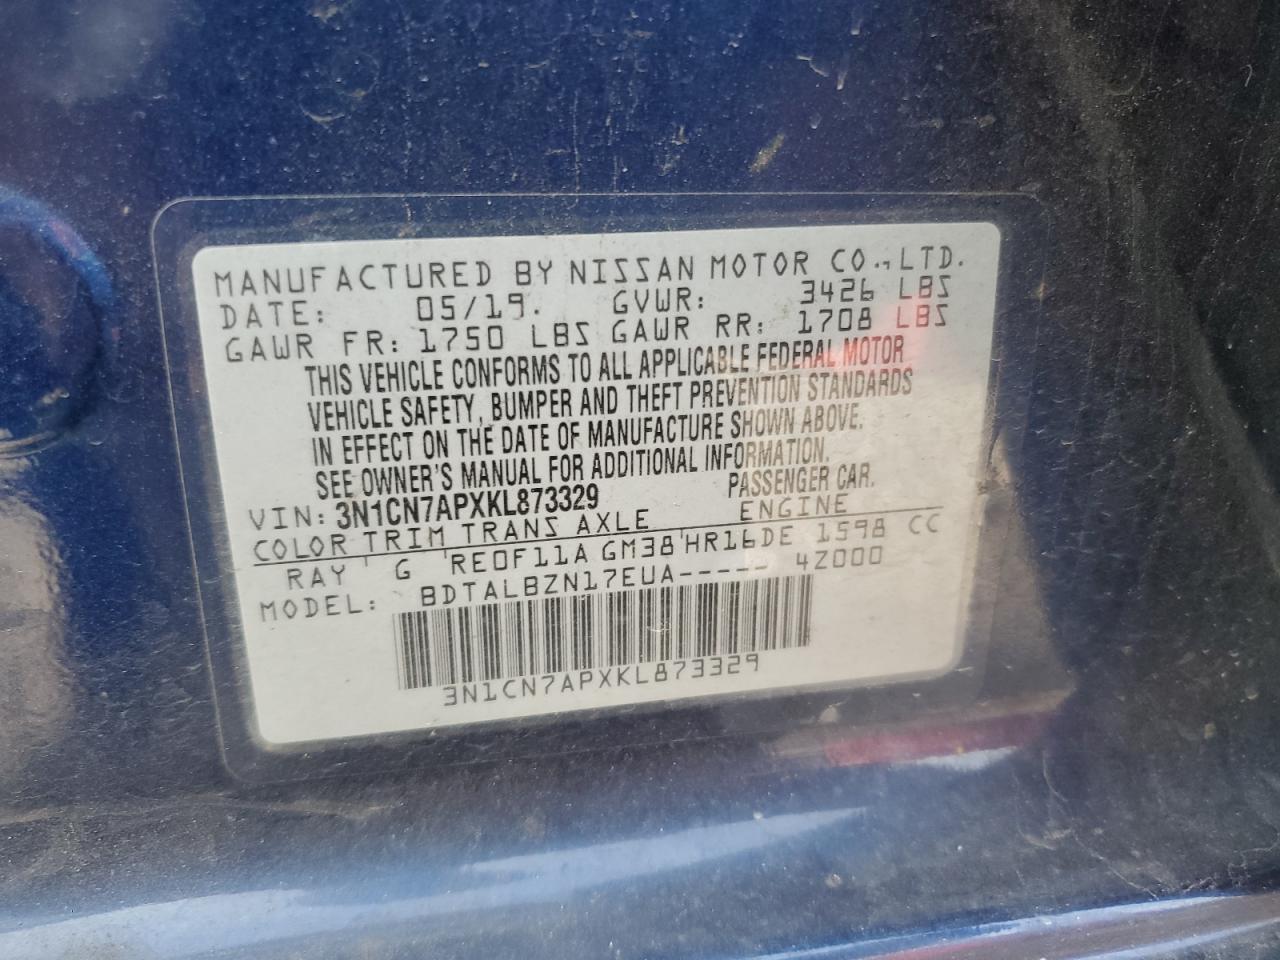 MANUFACTURED BY NISSAN MOTOR CO., LTD.
DATE: 05/19. GVWR: 3426 LBS
GAWR FR: 1750 LBS GAWR RR: 1708 LBS
THIS VEHICLE CONFORMS TO ALL APPLICABLE FEDERAL MOTOR
VEHICLE SAFETY, BUMPER AND THEFT PREVENTION STANDARDS
IN EFFECT ON THE DATE OF MANUFACTURE SHOWN ABOVE.
SEE OWNER'S MANUAL FOR ADDITIONAL INFORMATION.
VIN: 3N1CN7APXKL873329 PASSENGER CAR.
COLOR TRIM TRANS AXLE ENGINE
RAY G RE0F11A GM38 HR16DE 1598 CC
MODEL: BDTALBZN17EUA----- 4Z000
3N1CN7APXKL873329